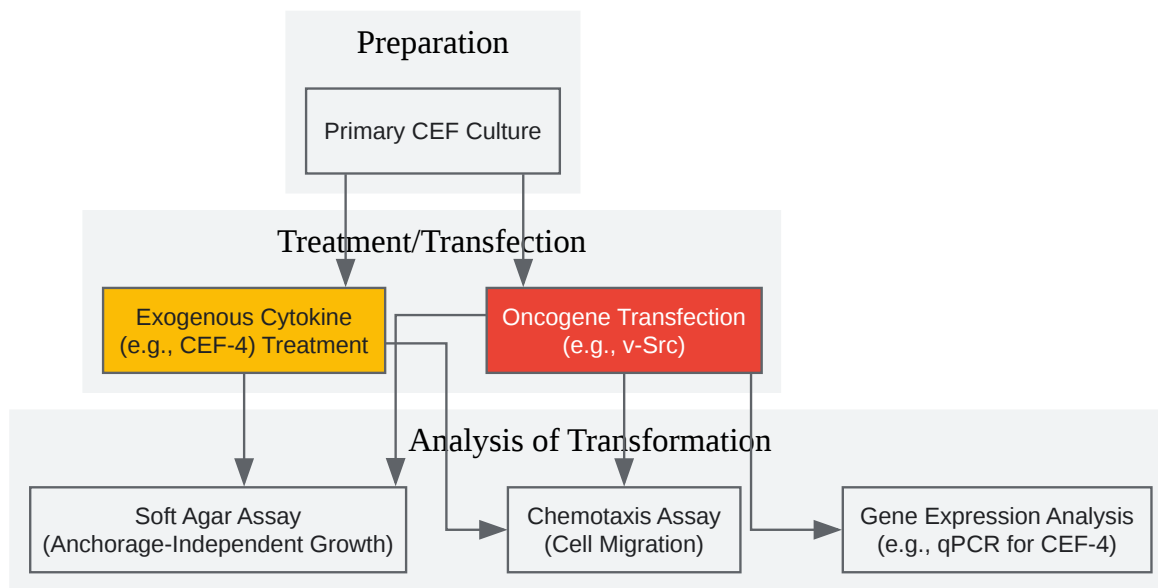 Preparation
Primary CEF Culture
Treatment/Transfection
Exogenous Cytokine
(e.g., CEF-4) Treatment
Oncogene Transfection
(e.g., v-Src)
Analysis of Transformation
Soft Agar Assay
(Anchorage-Independent Growth)
Chemotaxis Assay
(Cell Migration)
Gene Expression Analysis
(e.g., qPCR for CEF-4)